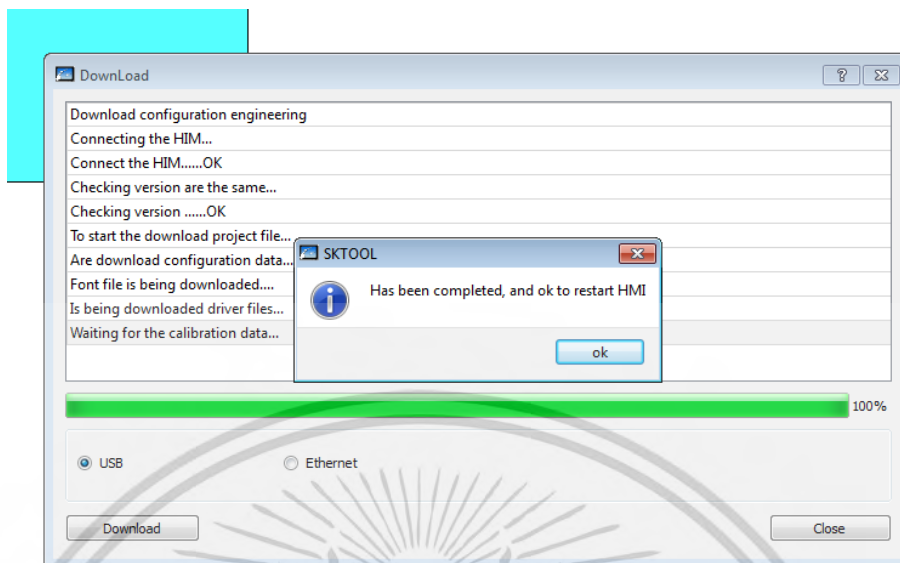 DownLoad
Download configuration engineering
Connecting the HIM...
Connect the HIM......OK
Checking version are the same...
Checking version ......OK
To start the download project file...
Are download configuration data...
Font file is being downloaded....
Is being downloaded driver files...
Waiting for the calibration data...
SKTOOL
Has been completed, and ok to restart HMI
ok
100%
USB
Ethernet
Download
Close